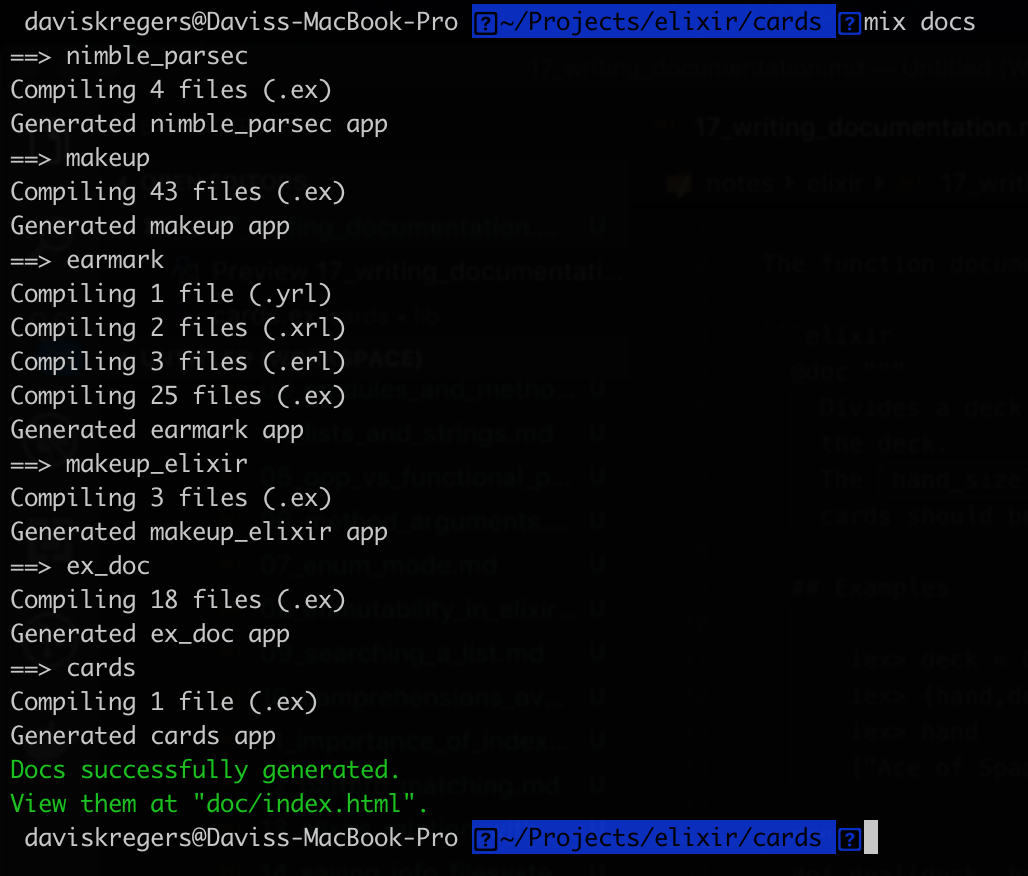 daviskregers@Daviss-MacBook-Pro ?~/Projects/elixir/cards ?mix docs
==> nimble_parsec
Compiling 4 files (.ex)
Generated nimble_parsec app
==> makeup
Compiling 43 files (.ex)
Generated makeup app
==> earmark
Compiling 1 file (.yrl)
Compiling 2 files (.xrl)
Compiling 3 files (.erl)
Compiling 25 files (.ex)
Generated earmark app
==> makeup_elixir
Compiling 3 files (.ex)
Generated makeup_elixir app
==> ex_doc
Compiling 18 files (.ex)
Generated ex_doc app
==> cards
Compiling 1 file (.ex)
Generated cards app
Docs successfully generated.
View them at "doc/index.html".
daviskregers@Daviss-MacBook-Pro ?~/Projects/elixir/cards ?